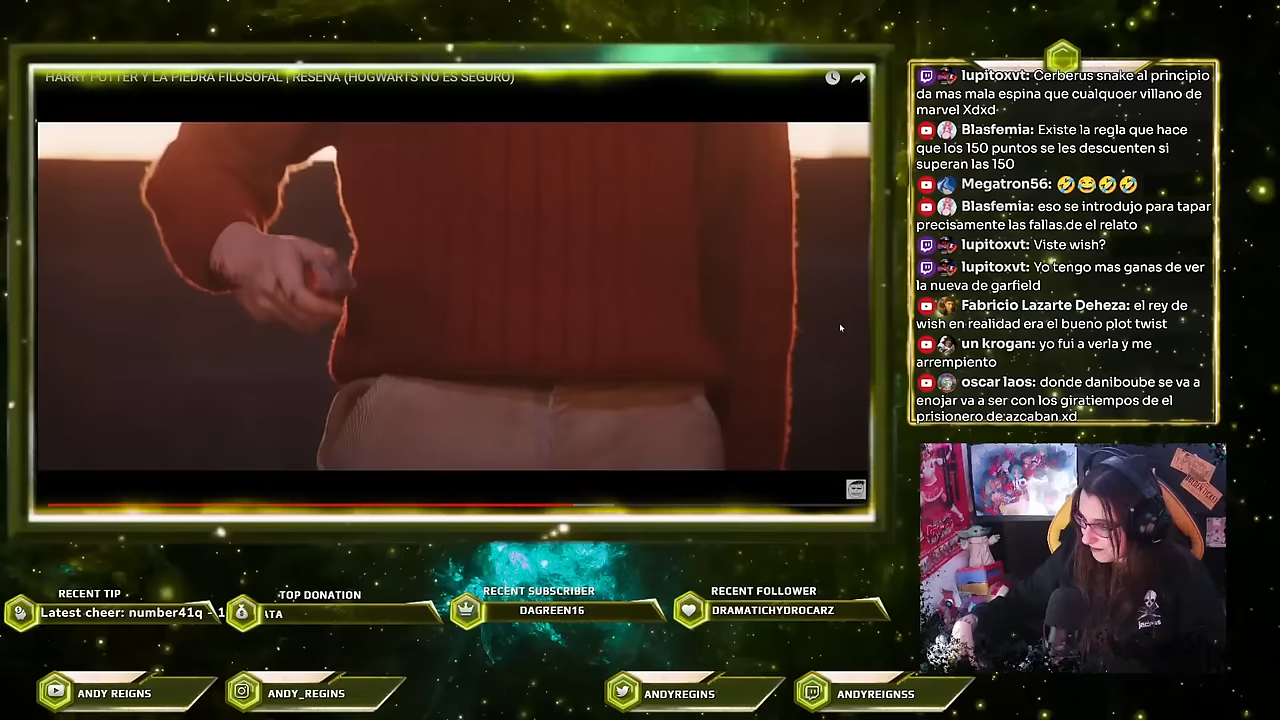 HARRY POTTER Y LA PIEDRA FILOSOFAL | RESEÑA (HOGWARTS NO ES SEGURO)
lupitoxvt: Cerberus snake al principio
da mas mala espina que cualquoer villano de
marvel Xdxd
Blasfemia: Existe la regla que hace
que los 150 puntos se les descuenten si
superan las 150
Megatron56: 🤣😂🤣🤣
Blasfemia: eso se introdujo para tapar
precisamente las fallas de el relato
lupitoxvt: Viste wish?
lupitoxvt: Yo tengo mas ganas de ver
la nueva de garfield
Fabricio Lazarte Deheza: el rey de
wish en realidad era el bueno plot twist
un krogan: yo fui a verla y me
arrempiento
oscar laos: donde daniboube se va a
enojar va a ser con los giratiempos de el
prisionero de azcaban xd
RECENT TIP
Latest cheer: number41q - 1
TOP DONATION
ATA
RECENT SUBSCRIBER
DAGREEN16
RECENT FOLLOWER
DRAMATICHYDROCARZ
ANDY REIGNS
ANDY_REGINS
ANDYREGINS
ANDYREIGNSS